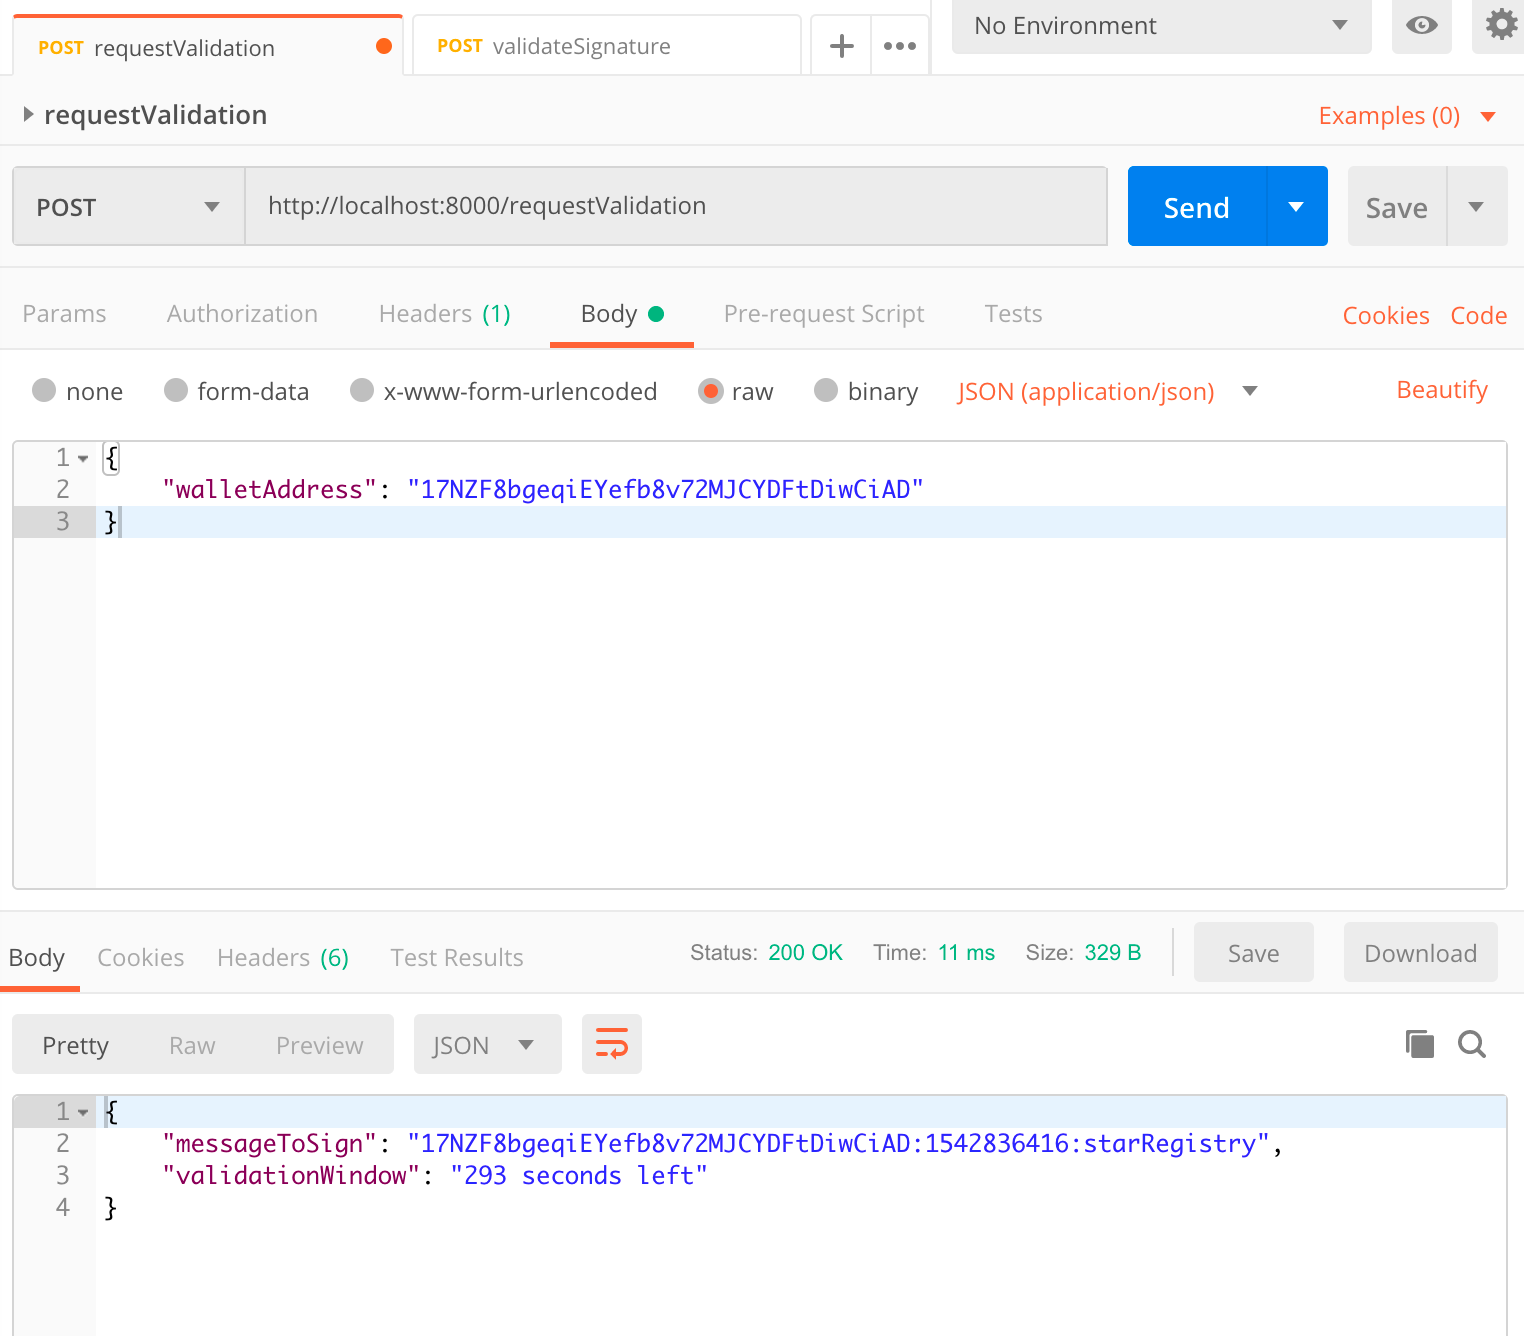 POST requestValidation POST validateSignature No Environment
requestValidation Examples (0)
POST http://localhost:8000/requestValidation Send Save
Params Authorization Headers (1) Body Pre-request Script Tests Cookies Code
none form-data x-www-form-urlencoded raw binary JSON (application/json) Beautify
1 {
2 "walletAddress": "17NZF8bgeqiEYefb8v72MJCYDFtDiwCiAD"
3 }
Body Cookies Headers (6) Test Results Status: 200 OK Time: 11 ms Size: 329 B Save Download
Pretty Raw Preview JSON
1 {
2 "messageToSign": "17NZF8bgeqiEYefb8v72MJCYDFtDiwCiAD:1542836416:starRegistry",
3 "validationWindow": "293 seconds left"
4 }